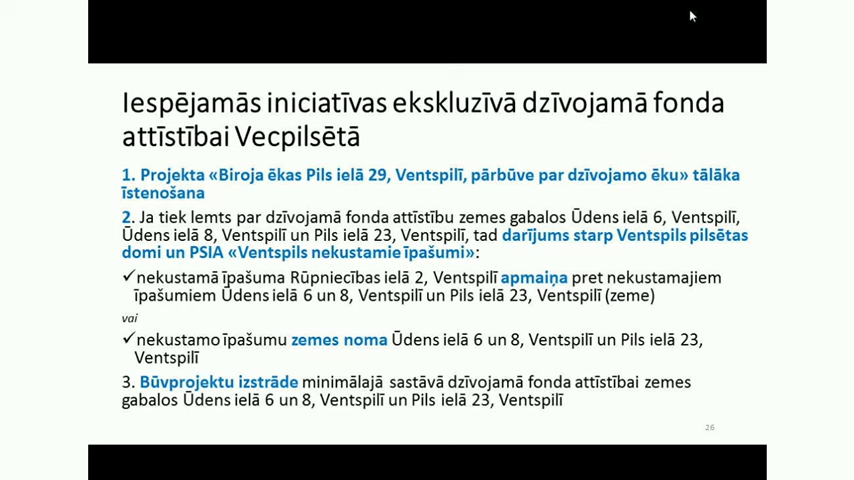 Iespējamās iniciatīvas ekskluzīvā dzīvojamā fonda
attīstībai Vecpilsētā
1. Projekta «Biroja ēkas Pils ielā 29, Ventspilī, pārbūve par dzīvojamo ēku» tālāka
īstenošana
2. Ja tiek lemts par dzīvojamā fonda attīstību zemes gabalos Ūdens ielā 6, Ventspilī,
Ūdens ielā 8, Ventspilī un Pils ielā 23, Ventspilī, tad darījums starp Ventspils pilsētas
domi un PSIA «Ventspils nekustamie īpašumi»:
✓nekustamā īpašuma Rūpniecības ielā 2, Ventspilī apmaiņa pret nekustamajiem
īpašumiem Ūdens ielā 6 un 8, Ventspilī un Pils ielā 23, Ventspilī (zeme)
vai
✓nekustamo īpašumu zemes noma Ūdens ielā 6 un 8, Ventspilī un Pils ielā 23,
Ventspilī
3. Būvprojektu izstrāde minimālajā sastāvā dzīvojamā fonda attīstībai zemes
gabalos Ūdens ielā 6 un 8, Ventspilī un Pils ielā 23, Ventspilī
26